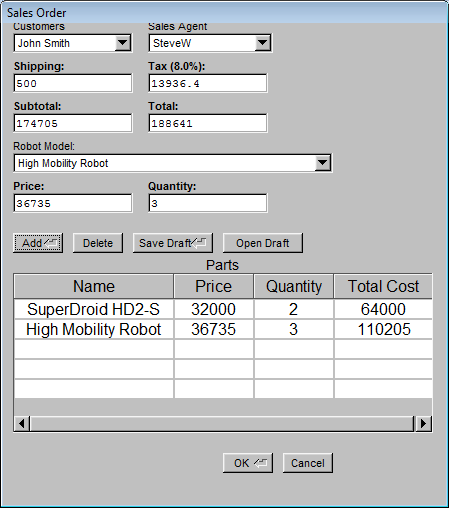 Sales Order
Customers Sales Agent
John Smith SteveW
Shipping: Tax (8.0%):
500 13936.4
Subtotal: Total:
174705 188641
Robot Model:
High Mobility Robot
Price: Quantity:
36735 3
Add Delete Save Draft Open Draft
Parts
Name Price Quantity Total Cost
SuperDroid HD2-S 32000 2 64000
High Mobility Robot 36735 3 110205
OK Cancel